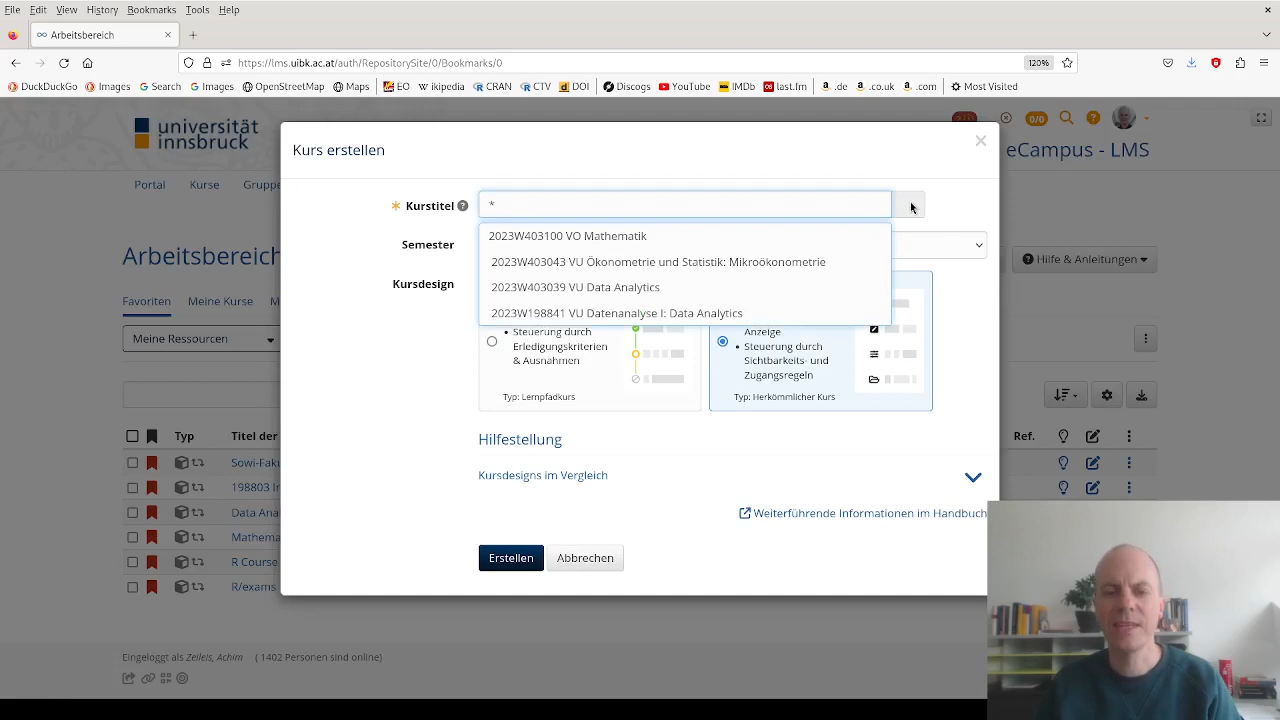 File Edit View History Bookmarks Tools Help
Arbeitsbereich
https://lms.uibk.ac.at/auth/RepositorySite/0/Bookmarks/0
120%
DuckDuckGo Images Search Images OpenStreetMap Maps EO wikipedia CRAN CTV DOI Discogs YouTube IMDb last.fm .de .co.uk .com Most Visited
universität
innsbruck
0/0
eCampus - LMS
Portal Kurse Gruppe
Kurs erstellen
Kurstitel
*
Semester
Kursdesign
2023W403100 VO Mathematik
2023W403043 VU Ökonometrie und Statistik: Mikroökonometrie
2023W403039 VU Data Analytics
2023W198841 VU Datenanalyse I: Data Analytics
• Steuerung durch
Erledigungskriterien
& Ausnahmen
Typ: Lernpfadkurs
Anzeige
• Steuerung durch
Sichtbarkeits- und
Zugangsregeln
Typ: Herkömmlicher Kurs
Hilfestellung
Kursdesigns im Vergleich
Weiterführende Informationen im Handbuch
Erstellen Abbrechen
Arbeitsbereich
Hilfe & Anleitungen
Favoriten Meine Kurse M
Meine Ressourcen
Typ Titel der Ref.
Sowi-Faku
198803 In
Data Ana
Mathema
R Course
R/exams
Eingeloggt als Zeileis, Achim ( 1402 Personen sind online)